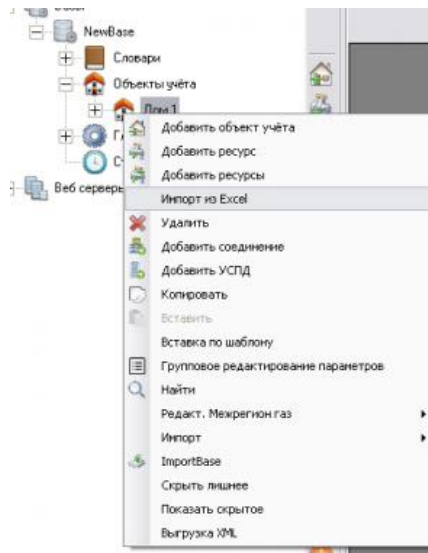 NewBase
Словари
Объекты учёта
Дом 1
Веб серверы
Добавить объект учёта
Добавить ресурс
Добавить ресурсы
Импорт из Excel
Удалить
Добавить соединение
Добавить УСПД
Копировать
Вставить
Вставка по шаблону
Групповое редактирование параметров
Найти
Редакт. Межрегион газ
Импорт
ImportBase
Скрыть лишнее
Показать скрытое
Выгрузка XML